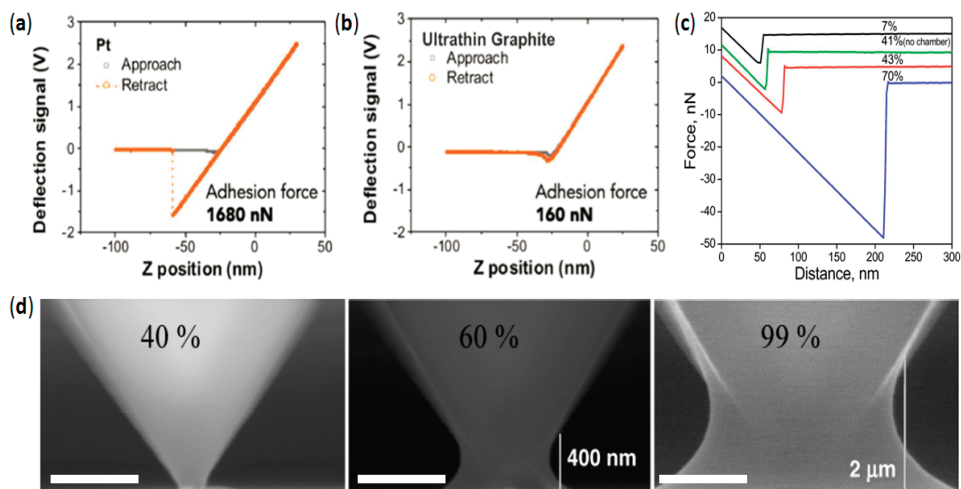 (a)
Pt
Approach
Retract
Adhesion force
1680 nN
Deflection signal (V)
3
2
1
0
-1
-2
-100
-50
0
50
Z position (nm)
(b)
Ultrathin Graphite
Approach
Retract
Adhesion force
160 nN
Deflection signal (V)
3
2
1
0
-1
-2
-100
-50
0
50
Z position (nm)
(c)
7%
41%(no chamber)
43%
70%
Force, nN
20
10
0
-10
-20
-30
-40
-50
0
50
100
150
200
250
300
Distance, nm
(d)
40 %
60 %
400 nm
99 %
2 µm